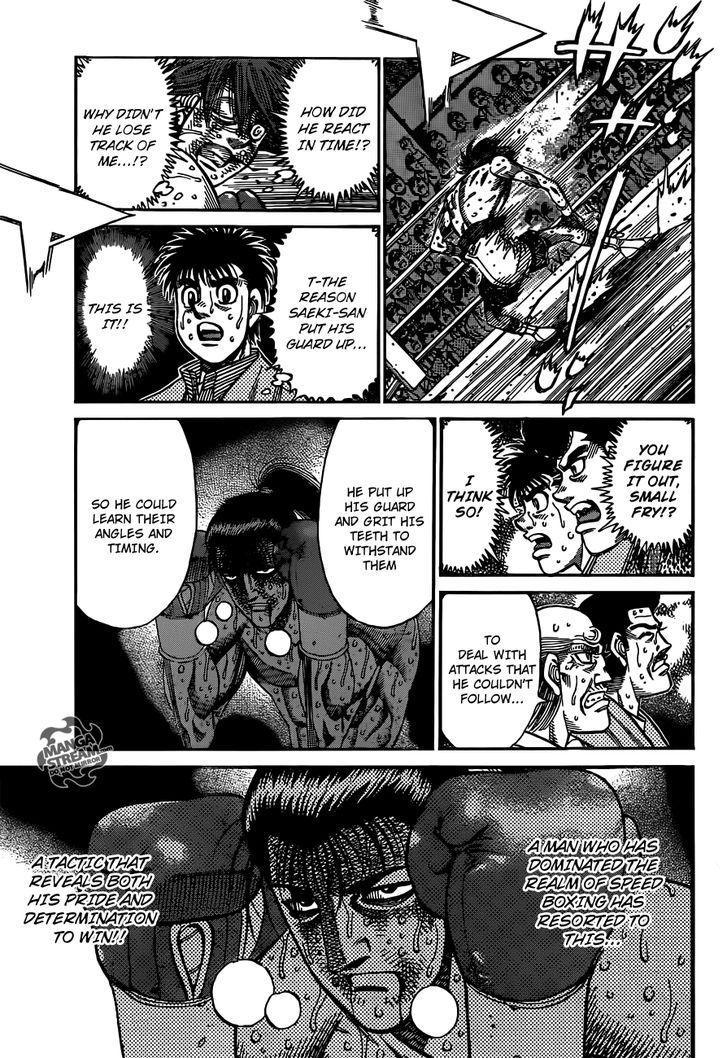 HOW DID
HE REACT
IN TIME!?
WHY DIDN'T
HE LOSE
TRACK OF
ME...!?
T-THE
REASON
SAEKI-SAN
PUT HIS
GUARD UP...
THIS IS
IT!!
YOU
FIGURE
IT OUT,
SMALL
FRY!?
I
THINK
SO!
HE PUT UP
HIS GUARD
AND GRIT HIS
TEETH TO
WITHSTAND
THEM
SO HE COULD
LEARN THEIR
ANGLES AND
TIMING.
TO
DEAL WITH
ATTACKS THAT
HE COULDN'T
FOLLOW...
MANGA
STREAM.com
DO NOT MIRROR
A MAN WHO HAS
DOMINATED THE
REALM OF SPEED
BOXING HAS
RESORTED TO
THIS...
A TACTIC THAT
REVEALS BOTH
HIS PRIDE AND
DETERMINATION
TO WIN!!